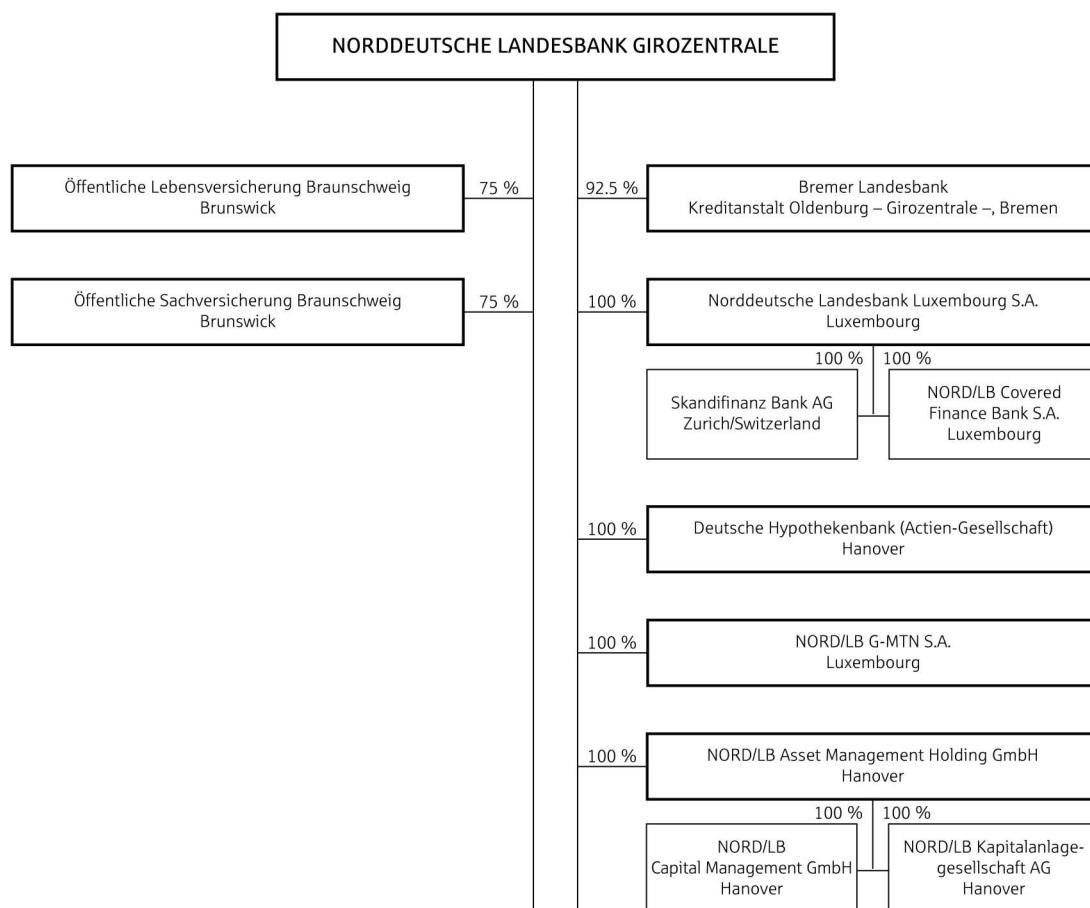 NORDDEUTSCHE LANDESBANK GIROZENTRALE
Öffentliche Lebensversicherung Braunschweig
Brunswick
75 %
92.5 %
Bremer Landesbank
Kreditanstalt Oldenburg – Girozentrale –, Bremen
Öffentliche Sachversicherung Braunschweig
Brunswick
75 %
100 %
Norddeutsche Landesbank Luxembourg S.A.
Luxembourg
100 %
100 %
Skandifinanz Bank AG
Zurich/Switzerland
NORD/LB Covered
Finance Bank S.A.
Luxembourg
100 %
Deutsche Hypothekenbank (Actien-Gesellschaft)
Hanover
100 %
NORD/LB G-MTN S.A.
Luxembourg
100 %
NORD/LB Asset Management Holding GmbH
Hanover
100 %
100 %
NORD/LB
Capital Management GmbH
Hanover
NORD/LB Kapitalanlage-
gesellschaft AG
Hanover